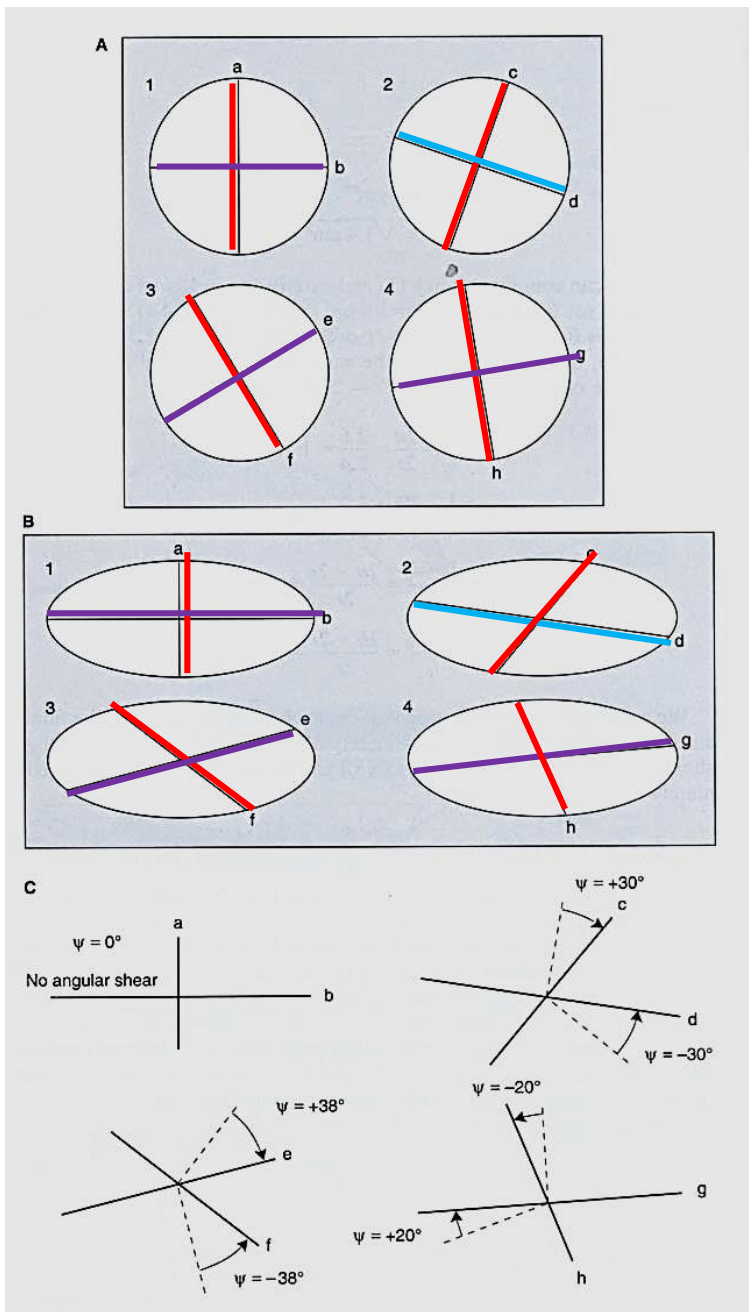 A
a
1
b
c
2
d
3
e
f
4
g
h
B
a
1
b
c
2
d
3
e
f
4
g
h
C
a
ψ = 0°
No angular shear
b
ψ = +30°
c
d
ψ = −30°
ψ = +38°
e
f
ψ = −38°
ψ = −20°
g
ψ = +20°
h